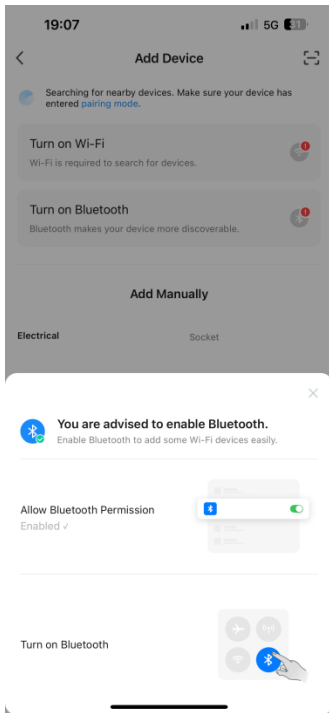 19:07
5G 31
Add Device
Searching for nearby devices. Make sure your device has
entered pairing mode.
Turn on Wi-Fi
Wi-Fi is required to search for devices.
Turn on Bluetooth
Bluetooth makes your device more discoverable.
Add Manually
Electrical
Socket
You are advised to enable Bluetooth.
Enable Bluetooth to add some Wi-Fi devices easily.
Allow Bluetooth Permission
Enabled √
Turn on Bluetooth